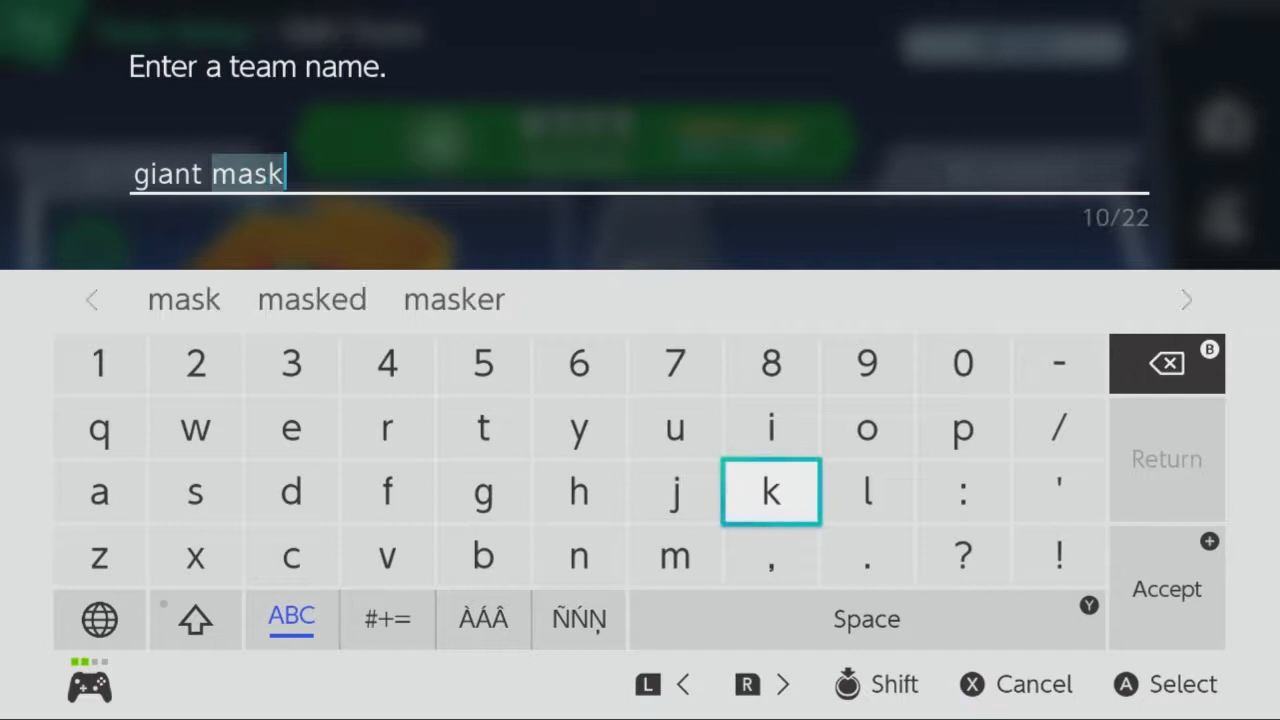 Enter a team name.
giant mask
10/22
mask masked masker
1 2 3 4 5 6 7 8 9 0 - B
q w e r t y u i o p /
Return
a s d f g h j k l : '
z x c v b n m , . ? !
Accept
ABC #+= ÀÁÂ ÑŃŅ Space Y
L R Shift X Cancel A Select